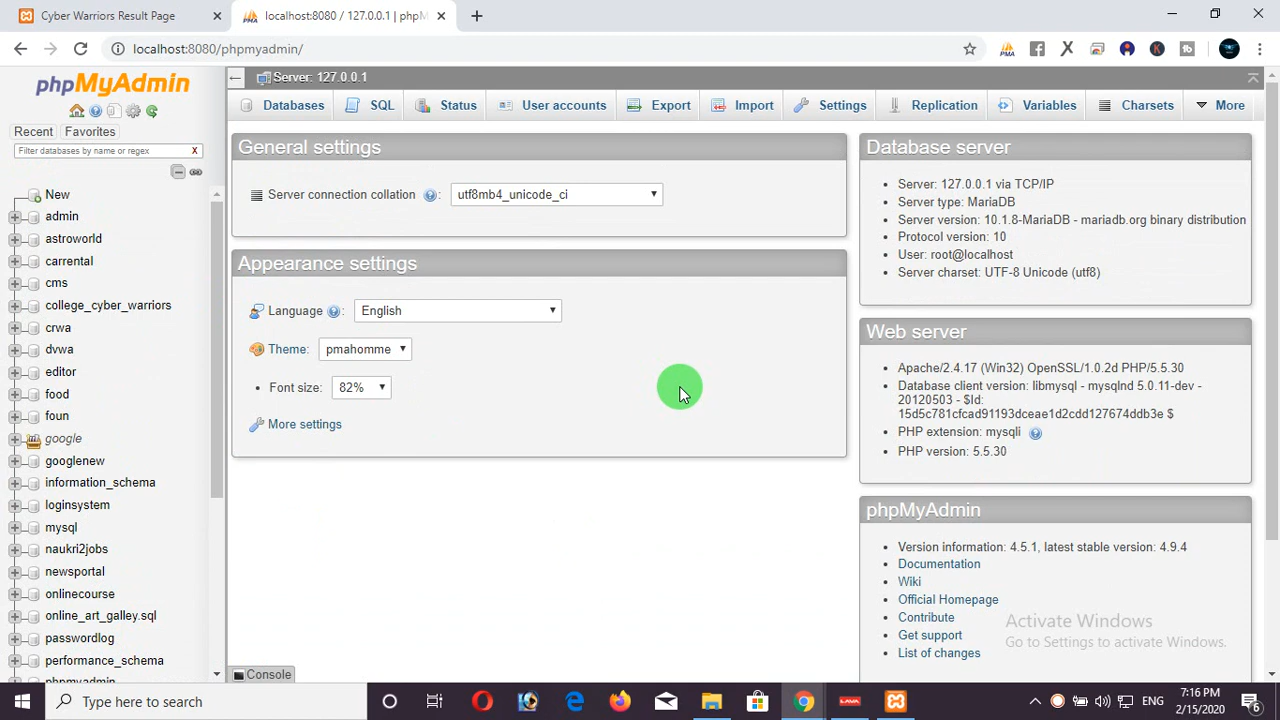 Cyber Warriors Result Page
localhost:8080 / 127.0.0.1 | phpM
localhost:8080/phpmyadmin/
phpMyAdmin
Recent
Favorites
Filter databases by name or regex
X
New
admin
astroworld
carrental
cms
college_cyber_warriors
crwa
dvwa
editor
food
foun
google
googlenew
information_schema
loginsystem
mysql
naukri2jobs
newsportal
onlinecourse
online_art_galley.sql
passwordlog
performance_schema
phpmyadmin
Server: 127.0.0.1
Databases
SQL
Status
User accounts
Export
Import
Settings
Replication
Variables
Charsets
More
General settings
Server connection collation
:
utf8mb4_unicode_ci
Appearance settings
Language
:
English
Theme:
pmahomme
Font size:
82%
More settings
Console
Database server
Server: 127.0.0.1 via TCP/IP
Server type: MariaDB
Server version: 10.1.8-MariaDB - mariadb.org binary distribution
Protocol version: 10
User: root@localhost
Server charset: UTF-8 Unicode (utf8)
Web server
Apache/2.4.17 (Win32) OpenSSL/1.0.2d PHP/5.5.30
Database client version: libmysql - mysqlnd 5.0.11-dev -
20120503 - $Id:
15d5c781cfcad91193dceae1d2cdd127674ddb3e $
PHP extension: mysqli
PHP version: 5.5.30
phpMyAdmin
Version information: 4.5.1, latest stable version: 4.9.4
Documentation
Wiki
Official Homepage
Contribute
Get support
List of changes
Activate Windows
Go to Settings to activate Windows.
Type here to search
LAVA
ENG
7:16 PM
2/15/2020
6